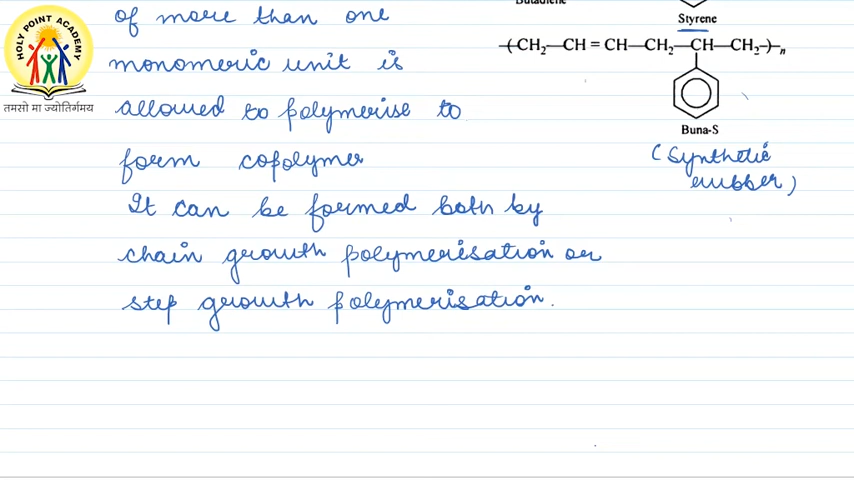 Butadiene
Styrene
of more than one
monomeric unit is
allowed to polymerise to
form copolymer
It can be formed both by
chain growth polymerisation or
step growth polymerisation.
—(CH₂—CH=CH—CH₂—CH—CH₂—)—n
Buna-S
(Synthetic
rubber)
HOLY POINT ACADEMY
तमसो मा ज्योतिर्गमय